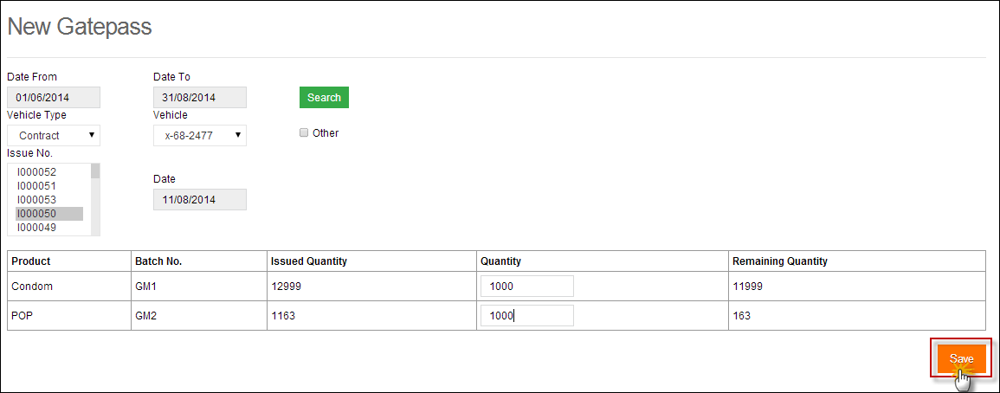 New Gatepass
Date From Date To
01/06/2014 31/08/2014 Search
Vehicle Type Vehicle
Contract x-68-2477 Other
Issue No.
I000052
I000051
I000053
I000050
I000049
Date
11/08/2014
Product Batch No. Issued Quantity Quantity Remaining Quantity
Condom GM1 12999 1000 11999
POP GM2 1163 1000 163
Save